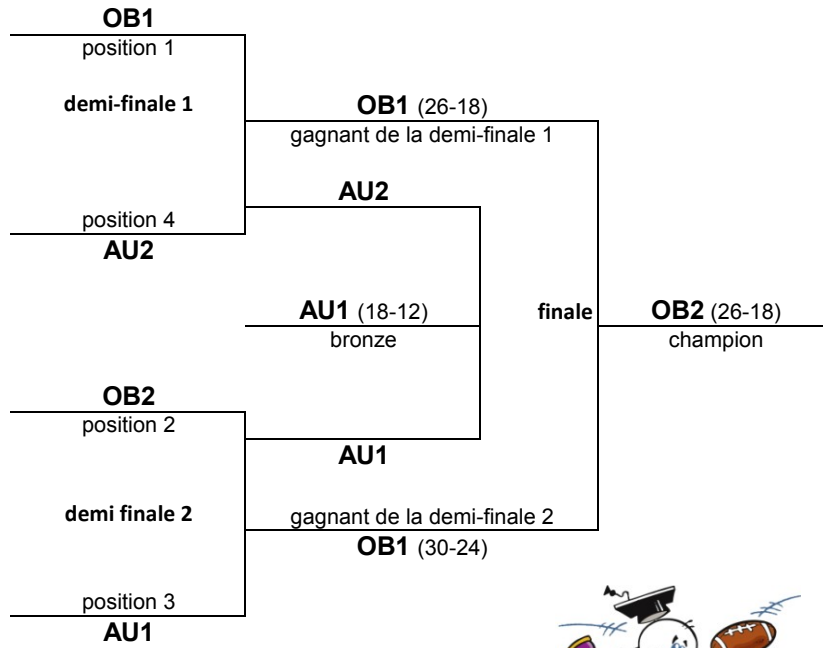 OB1
position 1
demi-finale 1
OB1 (26-18)
gagnant de la demi-finale 1
AU2
position 4
AU2
AU1 (18-12)
bronze
finale
OB2 (26-18)
champion
OB2
position 2
AU1
demi finale 2
gagnant de la demi-finale 2
OB1 (30-24)
position 3
AU1